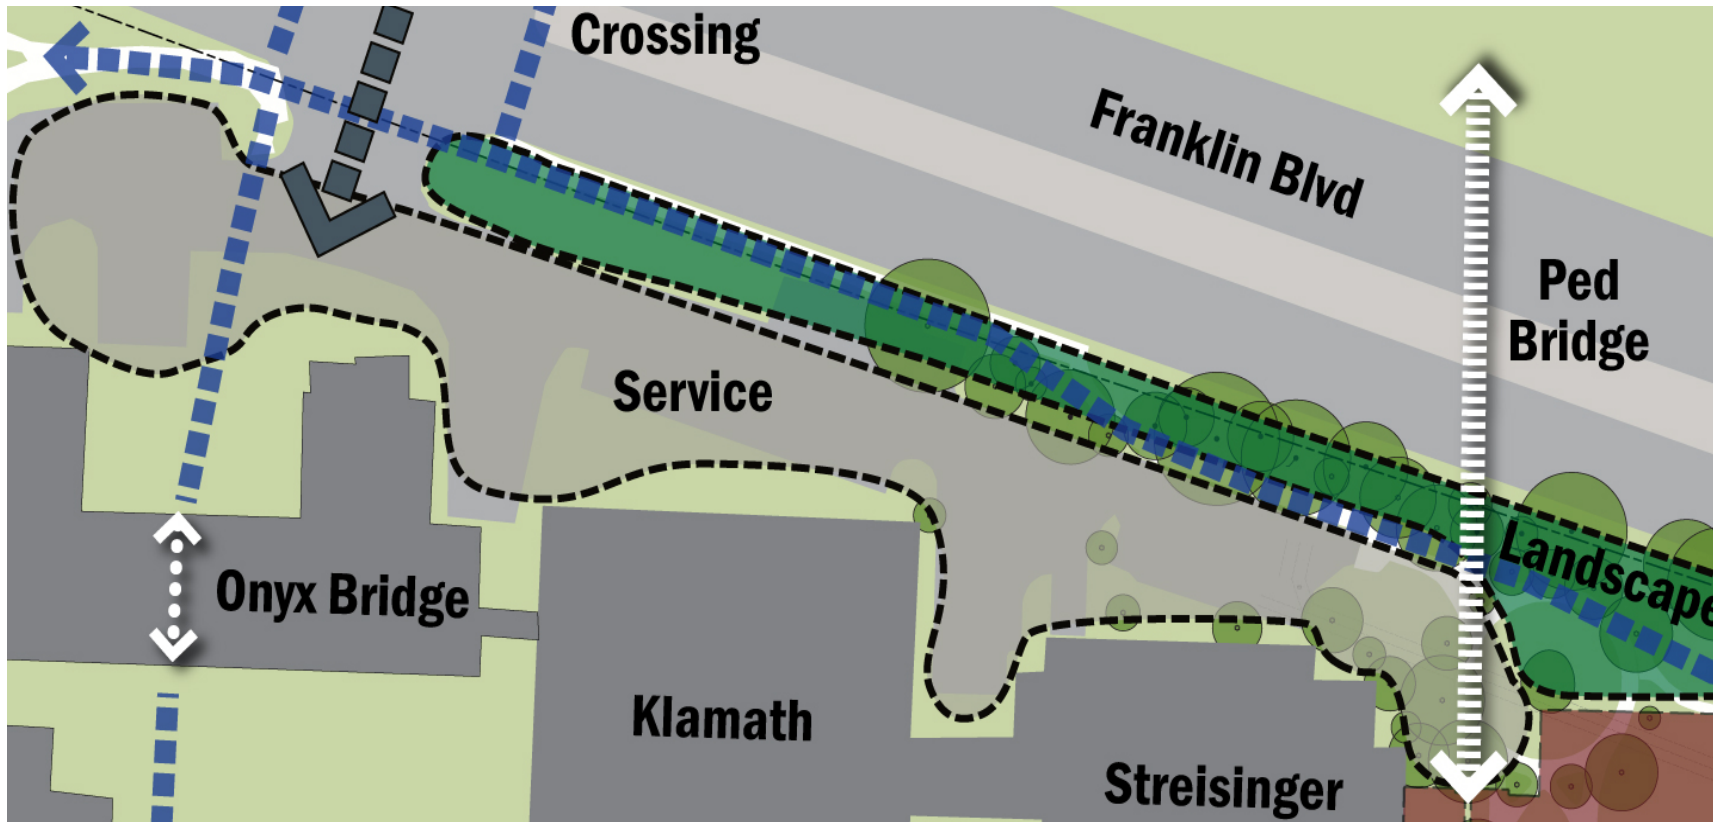 Crossing
Franklin Blvd
Ped
Bridge
Service
Landscape
Onyx Bridge
Klamath
Streisinger